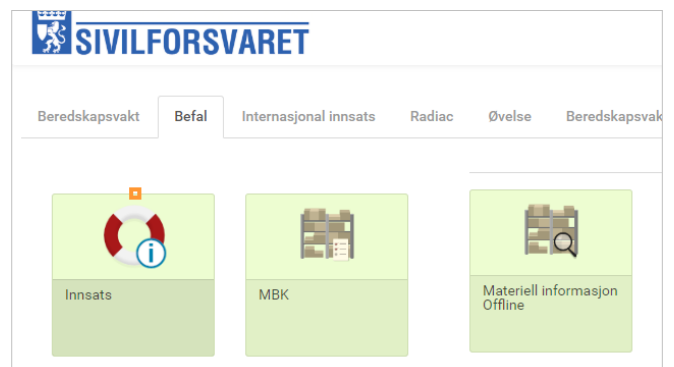 SIVILFORSVARET
Beredskapsvakt Befal Internasjonal innsats Radiac Øvelse Beredskapsvak
Innsats MBK Materiell informasjon
Offline